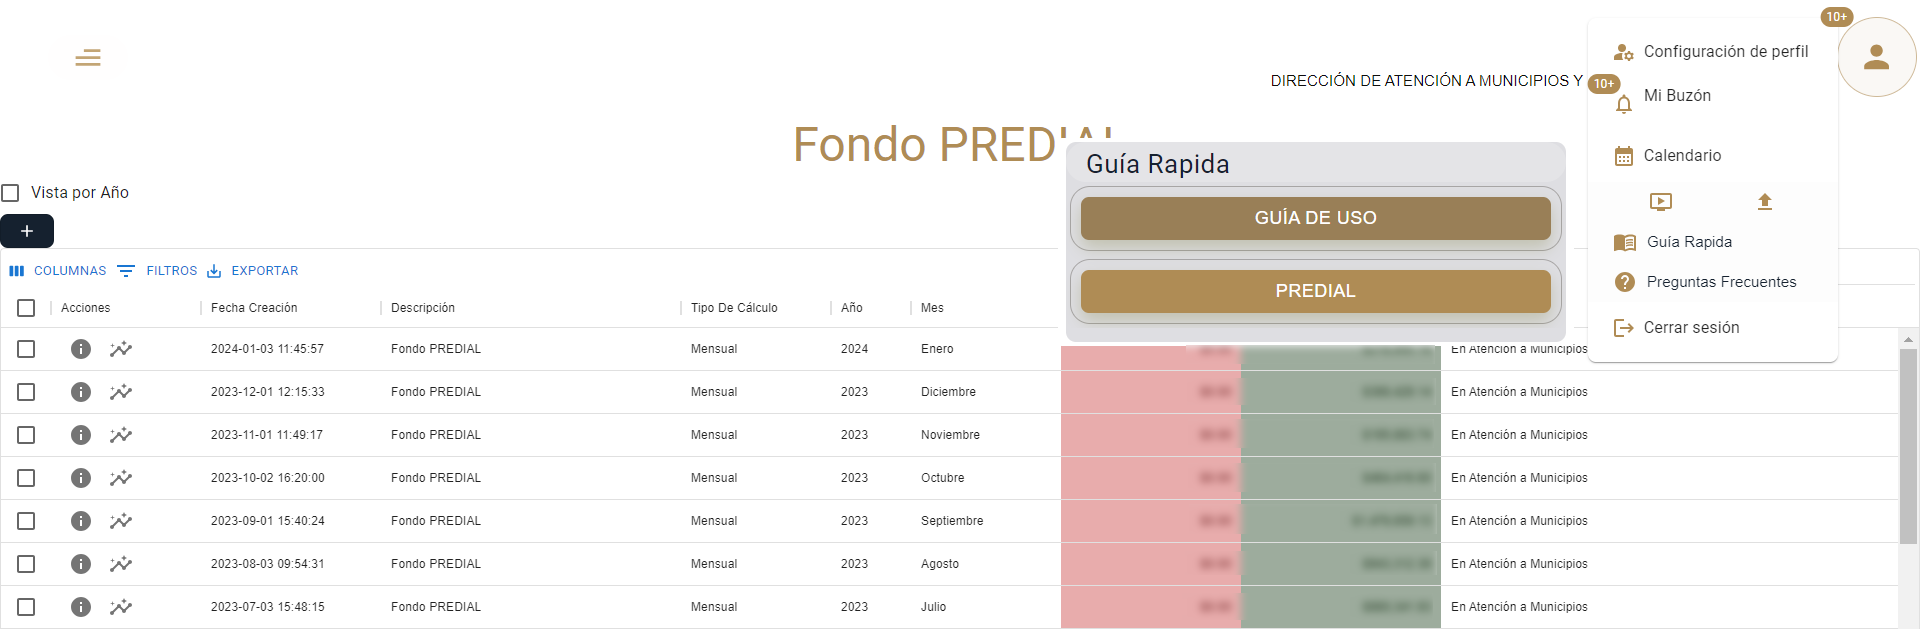 10+
Configuración de perfil
DIRECCIÓN DE ATENCIÓN A MUNICIPIOS Y
10+
Mi Buzón
Fondo PREDIAL
Guía Rapida
Calendario
Vista por Año
GUÍA DE USO
+
Guía Rapida
COLUMNAS FILTROS EXPORTAR
PREDIAL
Preguntas Frecuentes
Acciones Fecha Creación Descripción Tipo De Cálculo Año Mes
Cerrar sesión
2024-01-03 11:45:57 Fondo PREDIAL Mensual 2024 Enero En Atención a Municipios
2023-12-01 12:15:33 Fondo PREDIAL Mensual 2023 Diciembre En Atención a Municipios
2023-11-01 11:49:17 Fondo PREDIAL Mensual 2023 Noviembre En Atención a Municipios
2023-10-02 16:20:00 Fondo PREDIAL Mensual 2023 Octubre En Atención a Municipios
2023-09-01 15:40:24 Fondo PREDIAL Mensual 2023 Septiembre En Atención a Municipios
2023-08-03 09:54:31 Fondo PREDIAL Mensual 2023 Agosto En Atención a Municipios
2023-07-03 15:48:15 Fondo PREDIAL Mensual 2023 Julio En Atención a Municipios